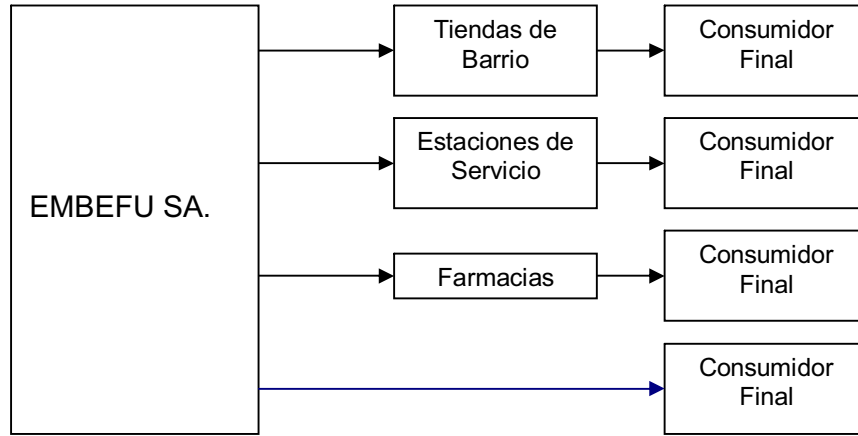 EMBEFU SA.
Tiendas de
Barrio
Consumidor
Final
Estaciones de
Servicio
Consumidor
Final
Farmacias
Consumidor
Final
Consumidor
Final